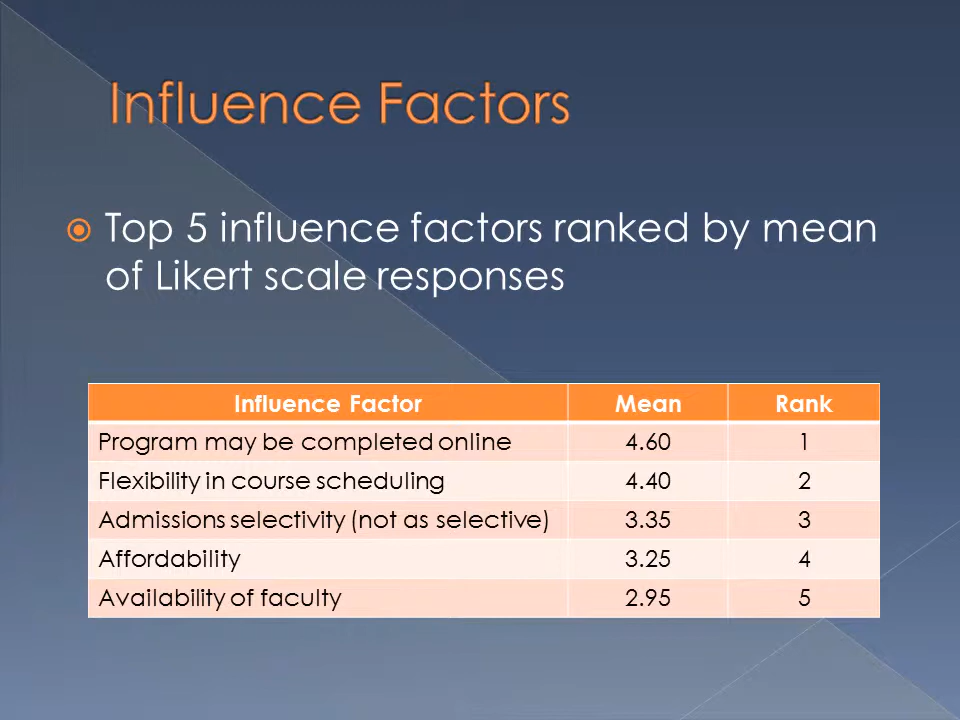 Influence Factors
Top 5 influence factors ranked by mean
of Likert scale responses
Influence Factor Mean Rank
Program may be completed online 4.60 1
Flexibility in course scheduling 4.40 2
Admissions selectivity (not as selective) 3.35 3
Affordability 3.25 4
Availability of faculty 2.95 5